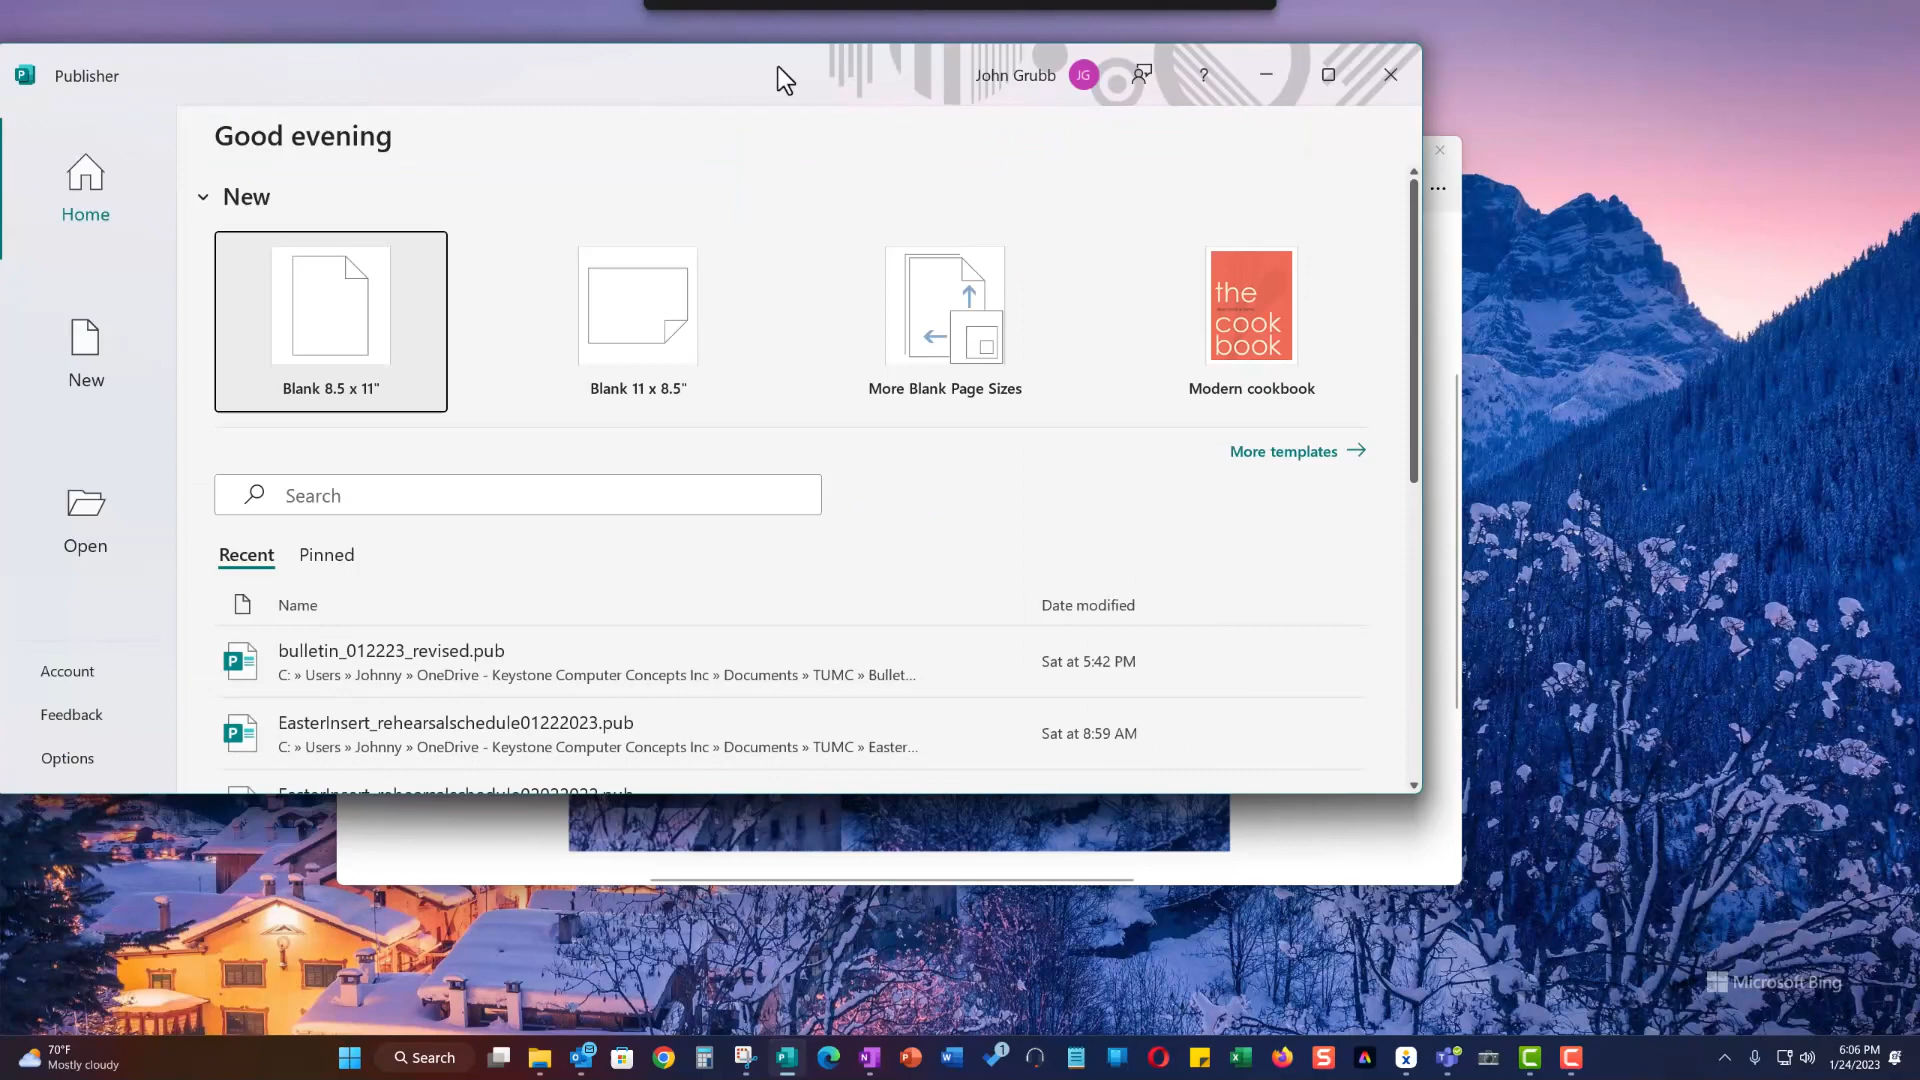 Publisher
John Grubb
JG
?
Good evening
New
Home
the
cook
book
Blank 8.5 x 11"
Blank 11 x 8.5"
More Blank Page Sizes
Modern cookbook
New
More templates
Search
Open
Recent
Pinned
Name
Date modified
bulletin_012223_revised.pub
C: » Users » Johnny » OneDrive - Keystone Computer Concepts Inc » Documents » TUMC » Bullet...
Sat at 5:42 PM
Account
Feedback
EasterInsert_rehearsalschedule01222023.pub
C: » Users » Johnny » OneDrive - Keystone Computer Concepts Inc » Documents » TUMC » Easter...
Sat at 8:59 AM
Options
Microsoft Bing
70°F
Mostly cloudy
Search
1
6:06 PM
1/24/2023